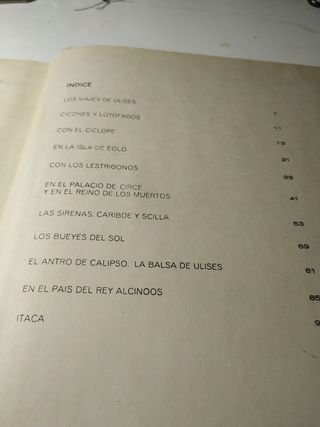 INDICE
LOS VIAJES DE ULISES 7
CICONES Y LOTOFAGOS 11
CON EL CICLOPE 13
EN LA ISLA DE EOLO 21
CON LOS LESTRIGONOS 33
EN EL PALACIO DE CIRCE
Y EN EL REINO DE LOS MUERTOS 41
LAS SIRENAS, CARIBDE Y SCILLA 53
LOS BUEYES DEL SOL 69
EL ANTRO DE CALIPSO. LA BALSA DE ULISES 81
EN EL PAIS DEL REY ALCINOOS 85
ITACA 9